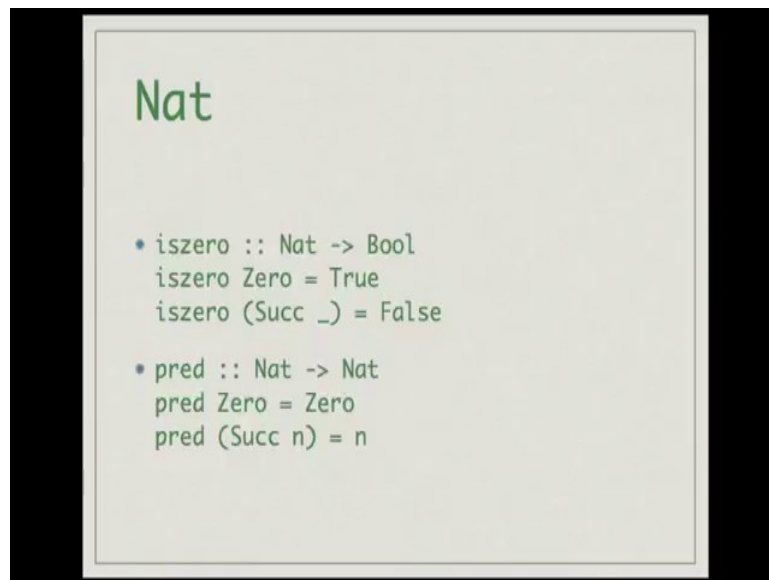 Nat
• iszero :: Nat -> Bool
iszero Zero = True
iszero (Succ _) = False
• pred :: Nat -> Nat
pred Zero = Zero
pred (Succ n) = n